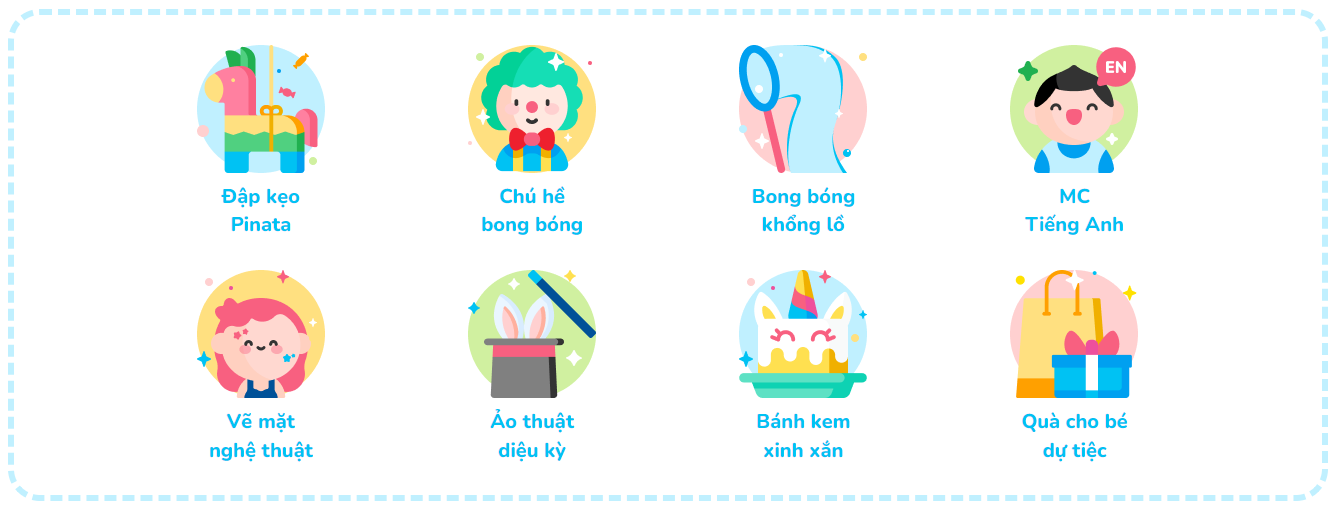 EN
Đập kẹo
Pinata
Chú hề
bong bóng
Bong bóng
khổng lồ
MC
Tiếng Anh
Vẽ mặt
nghệ thuật
Ảo thuật
diệu kỳ
Bánh kem
xinh xắn
Quà cho bé
dự tiệc